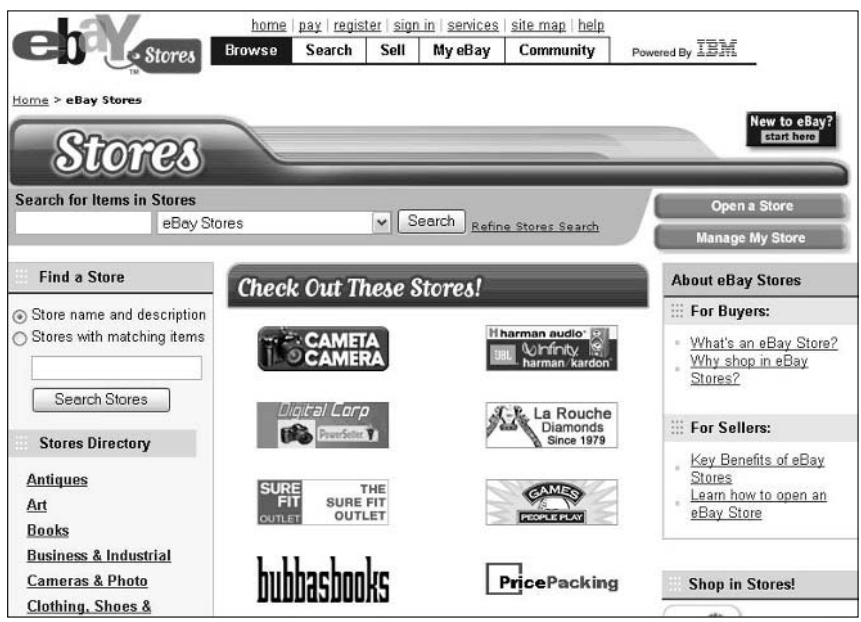 home | pay | register | sign in | services | site map | help
ebay Stores
TM
Browse Search Sell My eBay Community
Powered By IBM
Home > eBay Stores
New to eBay?
start here
Stores
Search for Items in Stores
eBay Stores Search Refine Stores Search
Open a Store
Manage My Store
Find a Store
Store name and description
Stores with matching items
Search Stores
Stores Directory
Antiques
Art
Books
Business & Industrial
Cameras & Photo
Clothing, Shoes &
Check Out These Stores!
CAMETA
CAMERA
H harman audio
JBL Infinity
harman/kardon
Digital Corp
PowerSeller
La Rouche
Diamonds
Since 1979
SURE
FIT
OUTLET
THE
SURE FIT
OUTLET
GAMES
PEOPLE PLAY
bubbasbooks
PricePacking
About eBay Stores
For Buyers:
What's an eBay Store?
Why shop in eBay
Stores?
For Sellers:
Key Benefits of eBay
Stores
Learn how to open an
eBay Store
Shop in Stores!